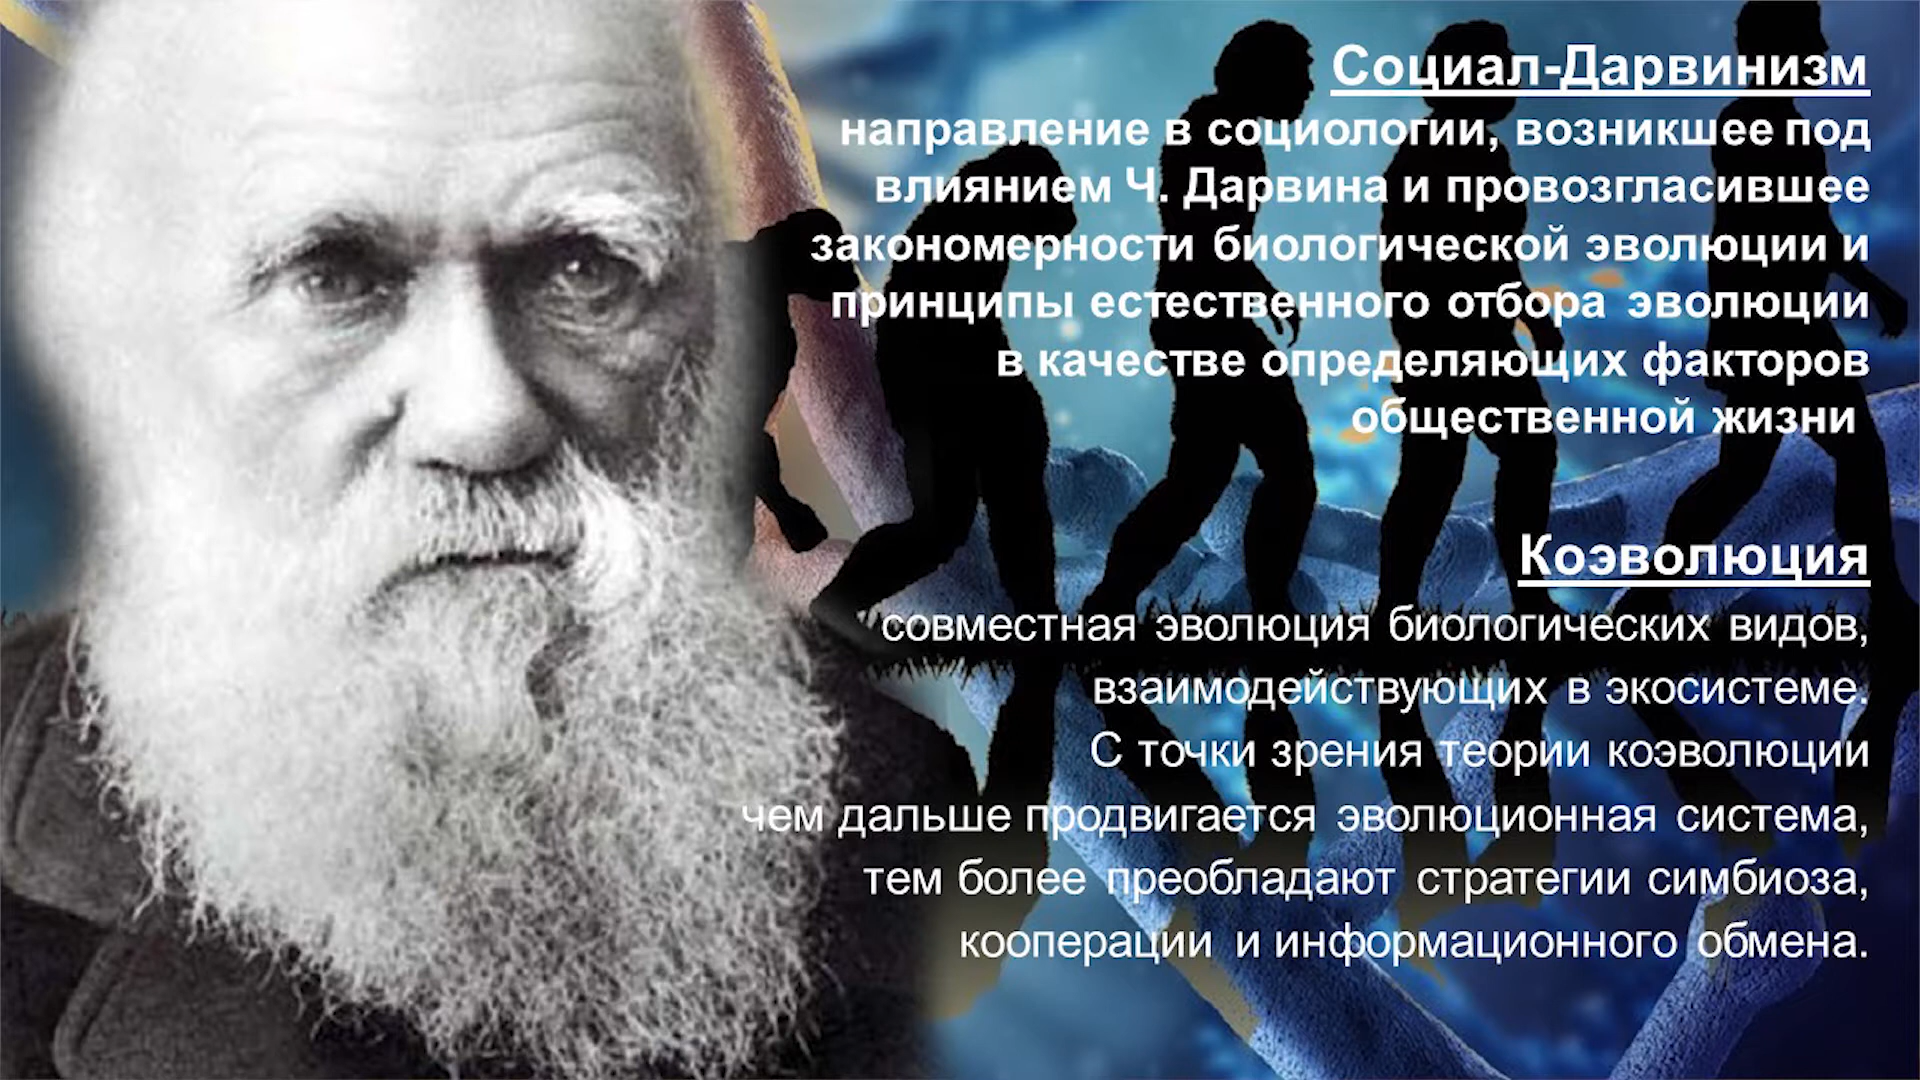 Социал-Дарвинизм
направление в социологии, возникшее под
влиянием Ч. Дарвина и провозгласившее
закономерности биологической эволюции и
принципы естественного отбора эволюции
в качестве определяющих факторов
общественной жизни
Коэволюция
совместная эволюция биологических видов,
взаимодействующих в экосистеме.
С точки зрения теории коэволюции
чем дальше продвигается эволюционная система,
тем более преобладают стратегии симбиоза,
кооперации и информационного обмена.